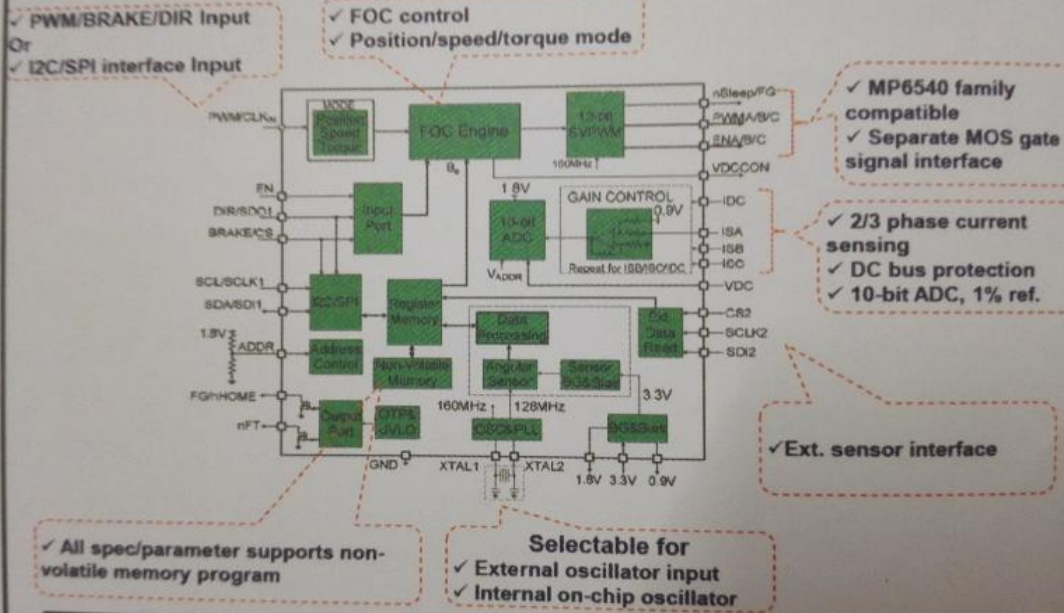 ✓ PWM/BRAKE/DIR Input
Or
✓ I2C/SPI interface Input
✓ FOC control
✓ Position/speed/torque mode
✓ MP6540 family
compatible
✓ Separate MOS gate
signal interface
✓ 2/3 phase current
sensing
✓ DC bus protection
✓ 10-bit ADC, 1% ref.
✓ Ext. sensor interface
✓ All spec/parameter supports non-
volatile memory program
Selectable for
✓ External oscillator input
✓ Internal on-chip oscillator
PWM/CLKIN
MODE
Position
Speed
Torque
FOC Engine
SVPWM
160MHz
nSleep/FG
PWMA/B/C
ENA/B/C
VDCCON
EN
DIR/SDO1
BRAKE/CS
Input
Port
1.8V
10-bit
ADC
VADDR
GAIN CONTROL
0.9V
Repeat for ISB/ISC/IDC
IDC
ISA
ISB
ISC
VDC
SCL/SCLK1
SDA/SDI1
I2C/SPI
Register
Memory
Data
Processing
Ext.
Data
Read
CS2
SCLK2
SDI2
1.8V
ADDR
Address
Control
Non-Volatile
Memory
Angular
Sensor
Sensor
BG&Bias
3.3V
FG/nHOME
nFT
Output
Port
OTP&
UVLO
160MHz
128MHz
OSC&PLL
BG&Bias
GND
XTAL1
XTAL2
1.8V 3.3V 0.9V